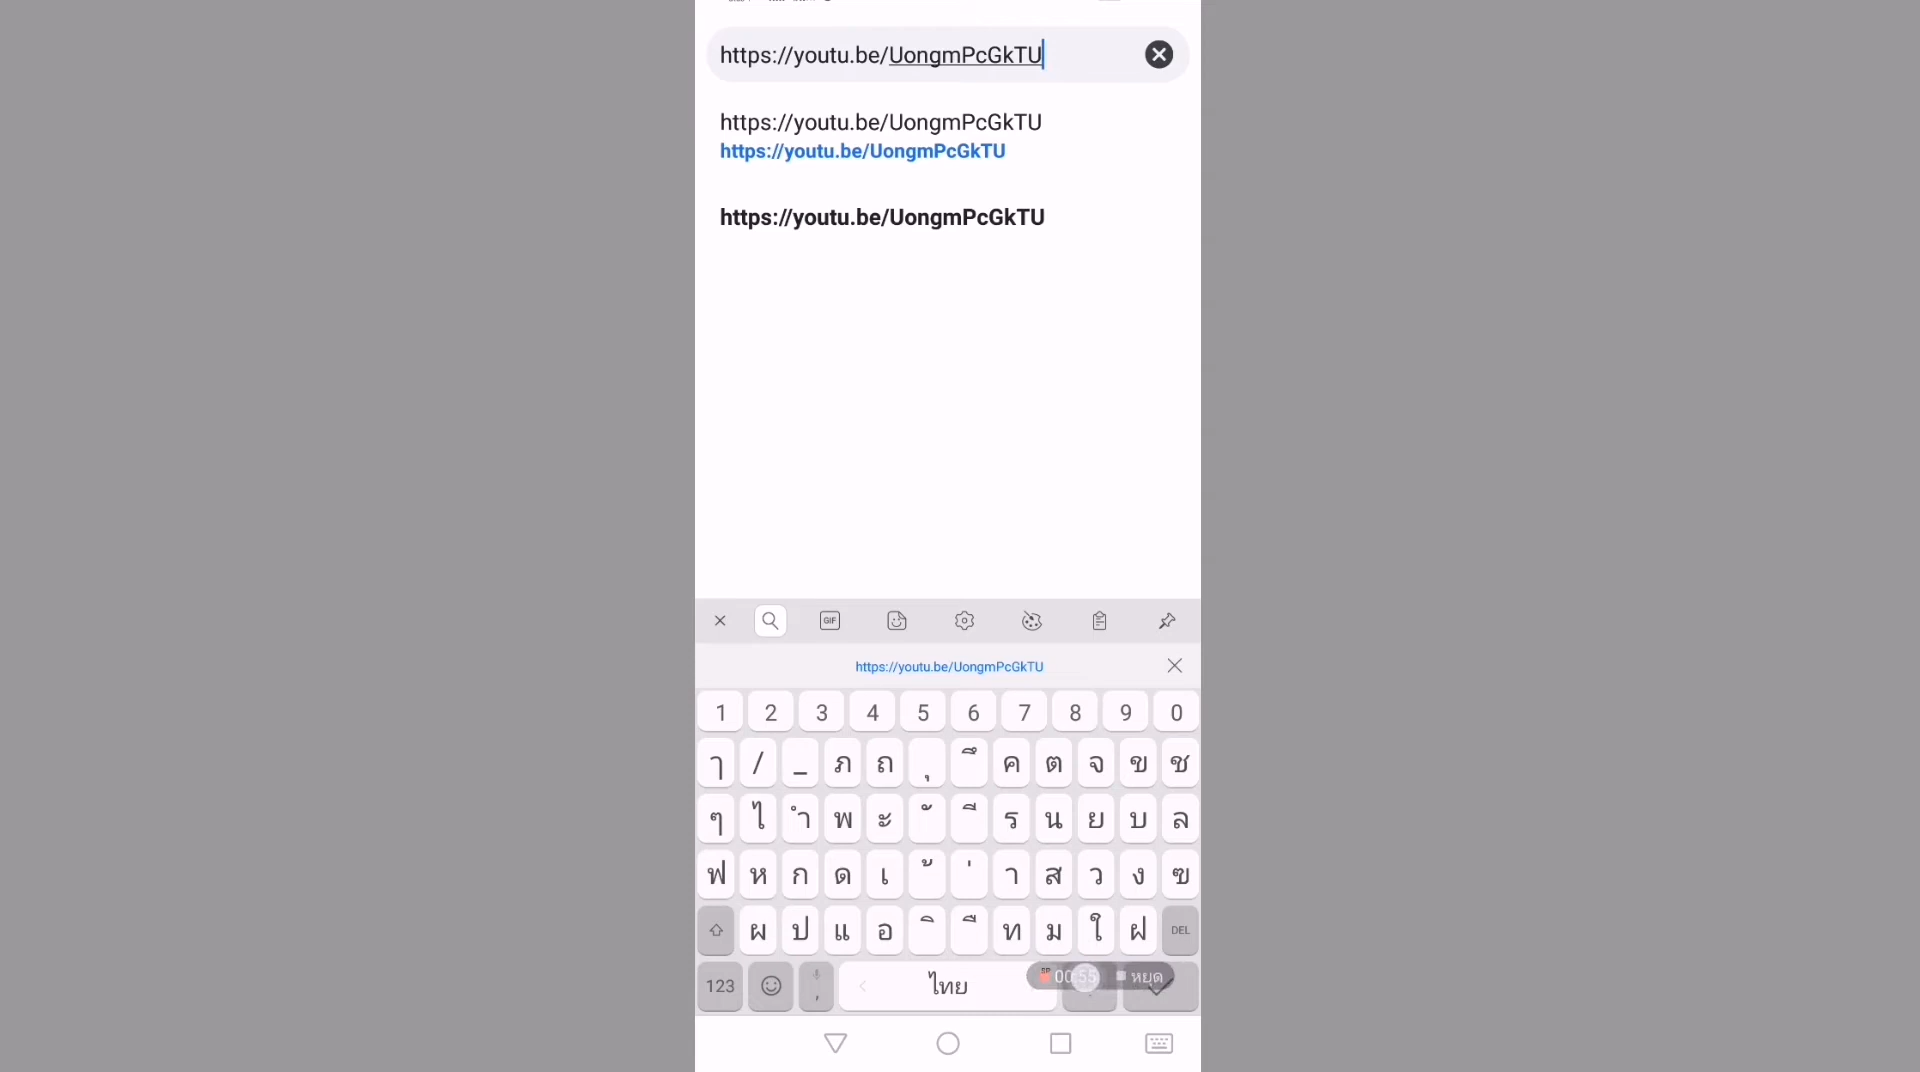 https://youtu.be/UongmPcGkTU
https://youtu.be/UongmPcGkTU
https://youtu.be/UongmPcGkTU
https://youtu.be/UongmPcGkTU
GIF
https://youtu.be/UongmPcGkTU
1 2 3 4 5 6 7 8 9 0
ๅ / _ ภ ถ ุ ึ ค ต จ ข ช
ๆ ไ ำ พ ะ ั ี ร น ย บ ล
ฟ ห ก ด เ ้ ่ า ส ว ง ฃ
ผ ป แ อ ิ ื ท ม ใ ฝ DEL
00:55 หยุด
123 , ไทย